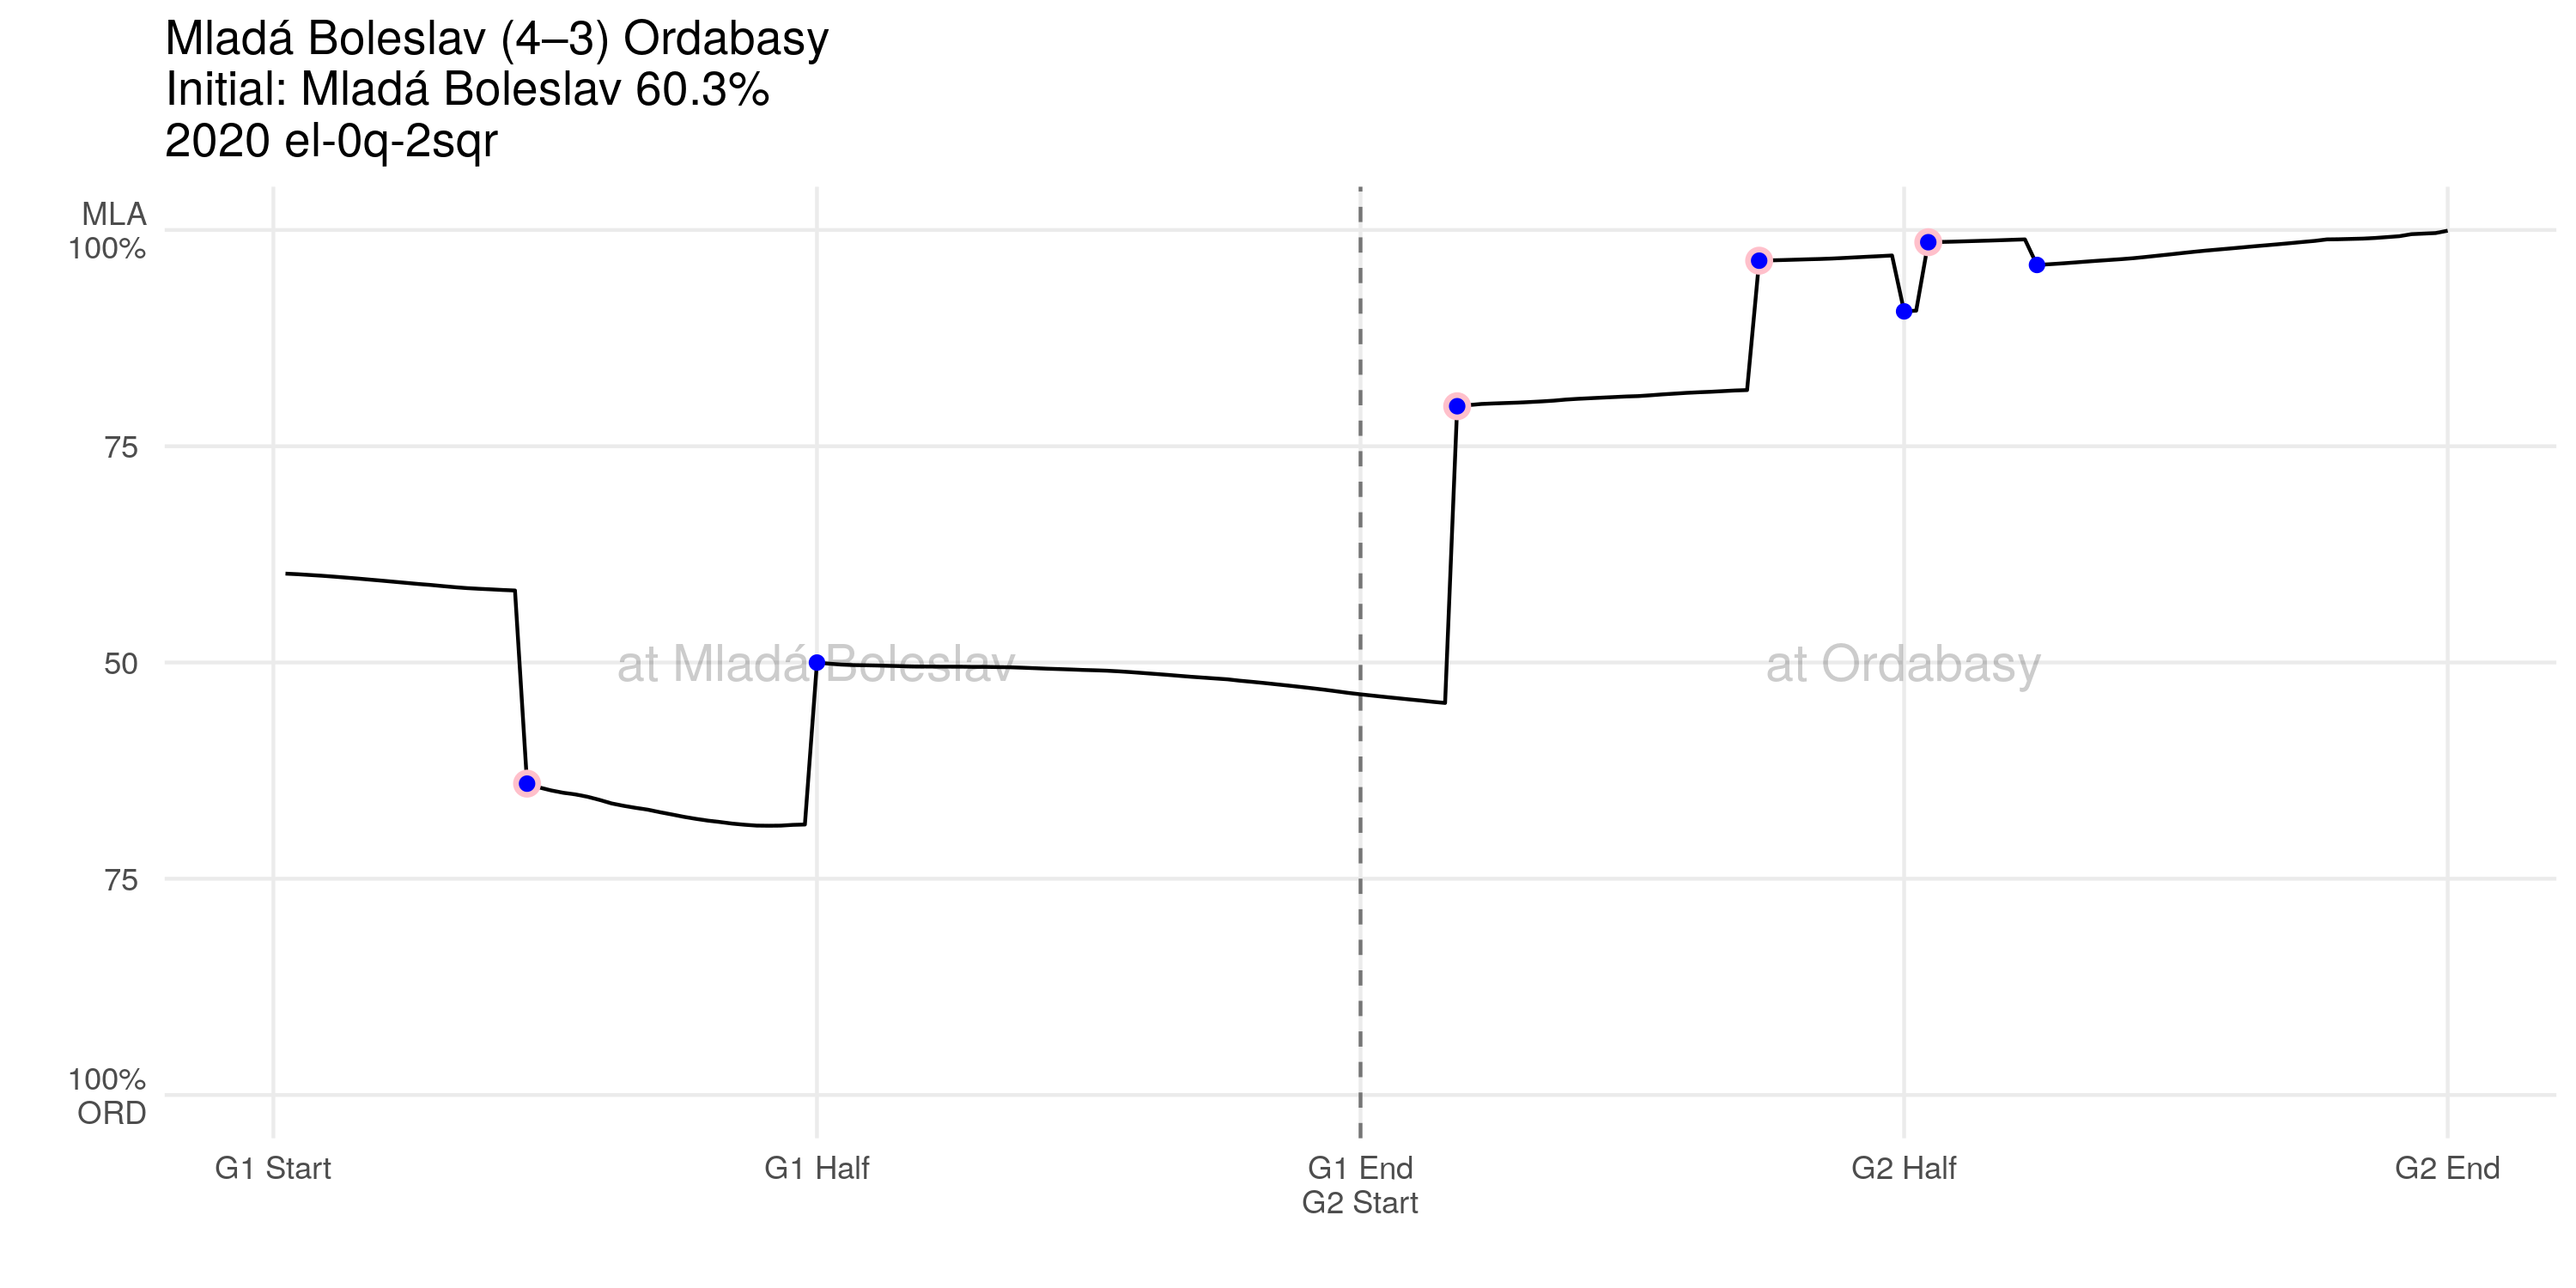 Mladá Boleslav (4–3) Ordabasy
Initial: Mladá Boleslav 60.3%
2020 el-0q-2sqr
MLA
100%
75
50
75
100%
ORD
at Mladá Boleslav
at Ordabasy
G1 Start
G1 Half
G1 End
G2 Start
G2 Half
G2 End